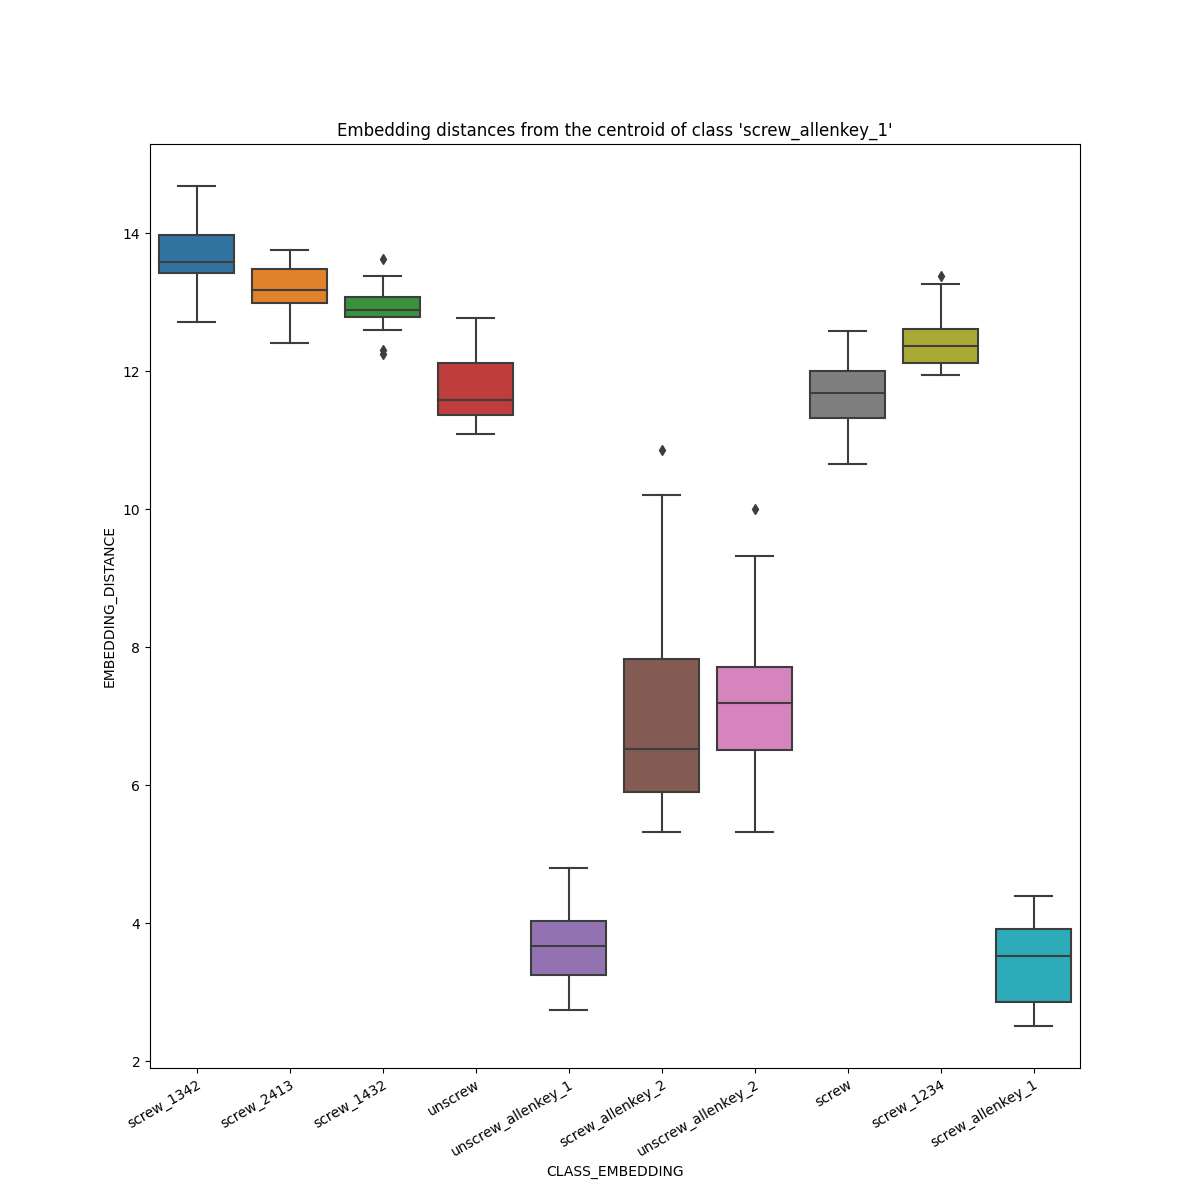 Embedding distances from the centroid of class 'screw_allenkey_1'
EMBEDDING_DISTANCE
14
12
10
8
6
4
2
screw_1342
screw_2413
screw_1432
unscrew
unscrew_allenkey_1
screw_allenkey_2
unscrew_allenkey_2
screw
screw_1234
screw_allenkey_1
CLASS_EMBEDDING